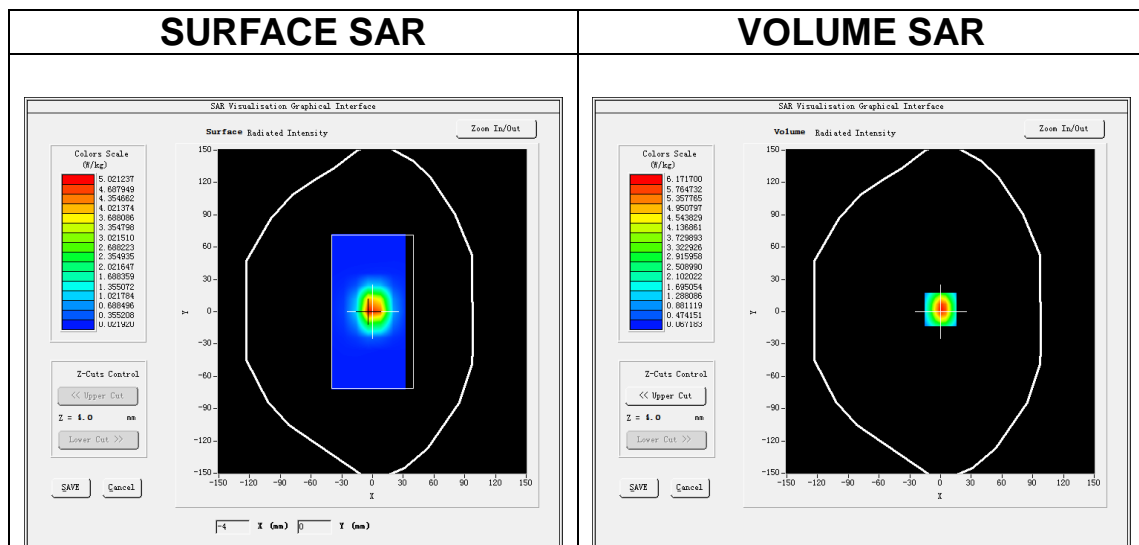 SURFACE SAR
VOLUME SAR
SAR Visualisation Graphical Interface
Surface Radiated Intensity
Zoom In/Out
Colors Scale
(W/kg)
5.021237
4.687949
4.354662
4.021374
3.688086
3.354798
3.021510
2.688223
2.354935
2.021647
1.688359
1.355072
1.021784
0.688496
0.355208
0.021920
150
120
90
60
30
0
-30
-60
-90
-120
-150
Y
-150 -120 -90 -60 -30 0 30 60 90 120 150
X
Z-Cuts Control
<< Upper Cut
Z = 1.0 mm
Lower Cut >>
SAVE Cancel
-4 X (mm) 0 Y (mm)
SAR Visualisation Graphical Interface
Volume Radiated Intensity
Zoom In/Out
Colors Scale
(W/kg)
6.171700
5.764732
5.357765
4.950797
4.543829
4.136861
3.729893
3.322926
2.915958
2.508990
2.102022
1.695054
1.288086
0.881119
0.474151
0.067183
150
120
90
60
30
0
-30
-60
-90
-120
-150
Y
-150 -120 -90 -60 -30 0 30 60 90 120 150
X
Z-Cuts Control
<< Upper Cut
Z = 1.0 mm
Lower Cut >>
SAVE Cancel